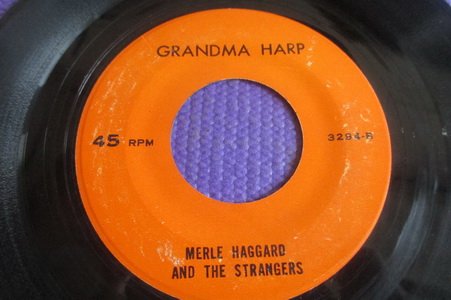 GRANDMA HARP
45 RPM
3294-B
MERLE HAGGARD
AND THE STRANGERS